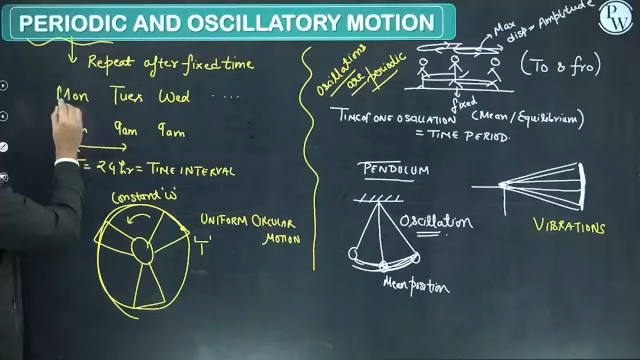 PERIODIC AND OSCILLATORY MOTION
PW
Repeat after fixed time
Mon Tues Wed ....
9am 9am
= 24 hr = TIME INTERVAL
Constant 'ω'
UNIFORM CIRCULAR
MOTION
'T'
Oscillations
are periodic
Max
disp = Amplitude
(To & fro)
fixed
(Mean/Equilibrium)
TIME OF ONE OSCILLATION
= TIME PERIOD.
PENDULUM
Oscillation
Mean position
VIBRATIONS